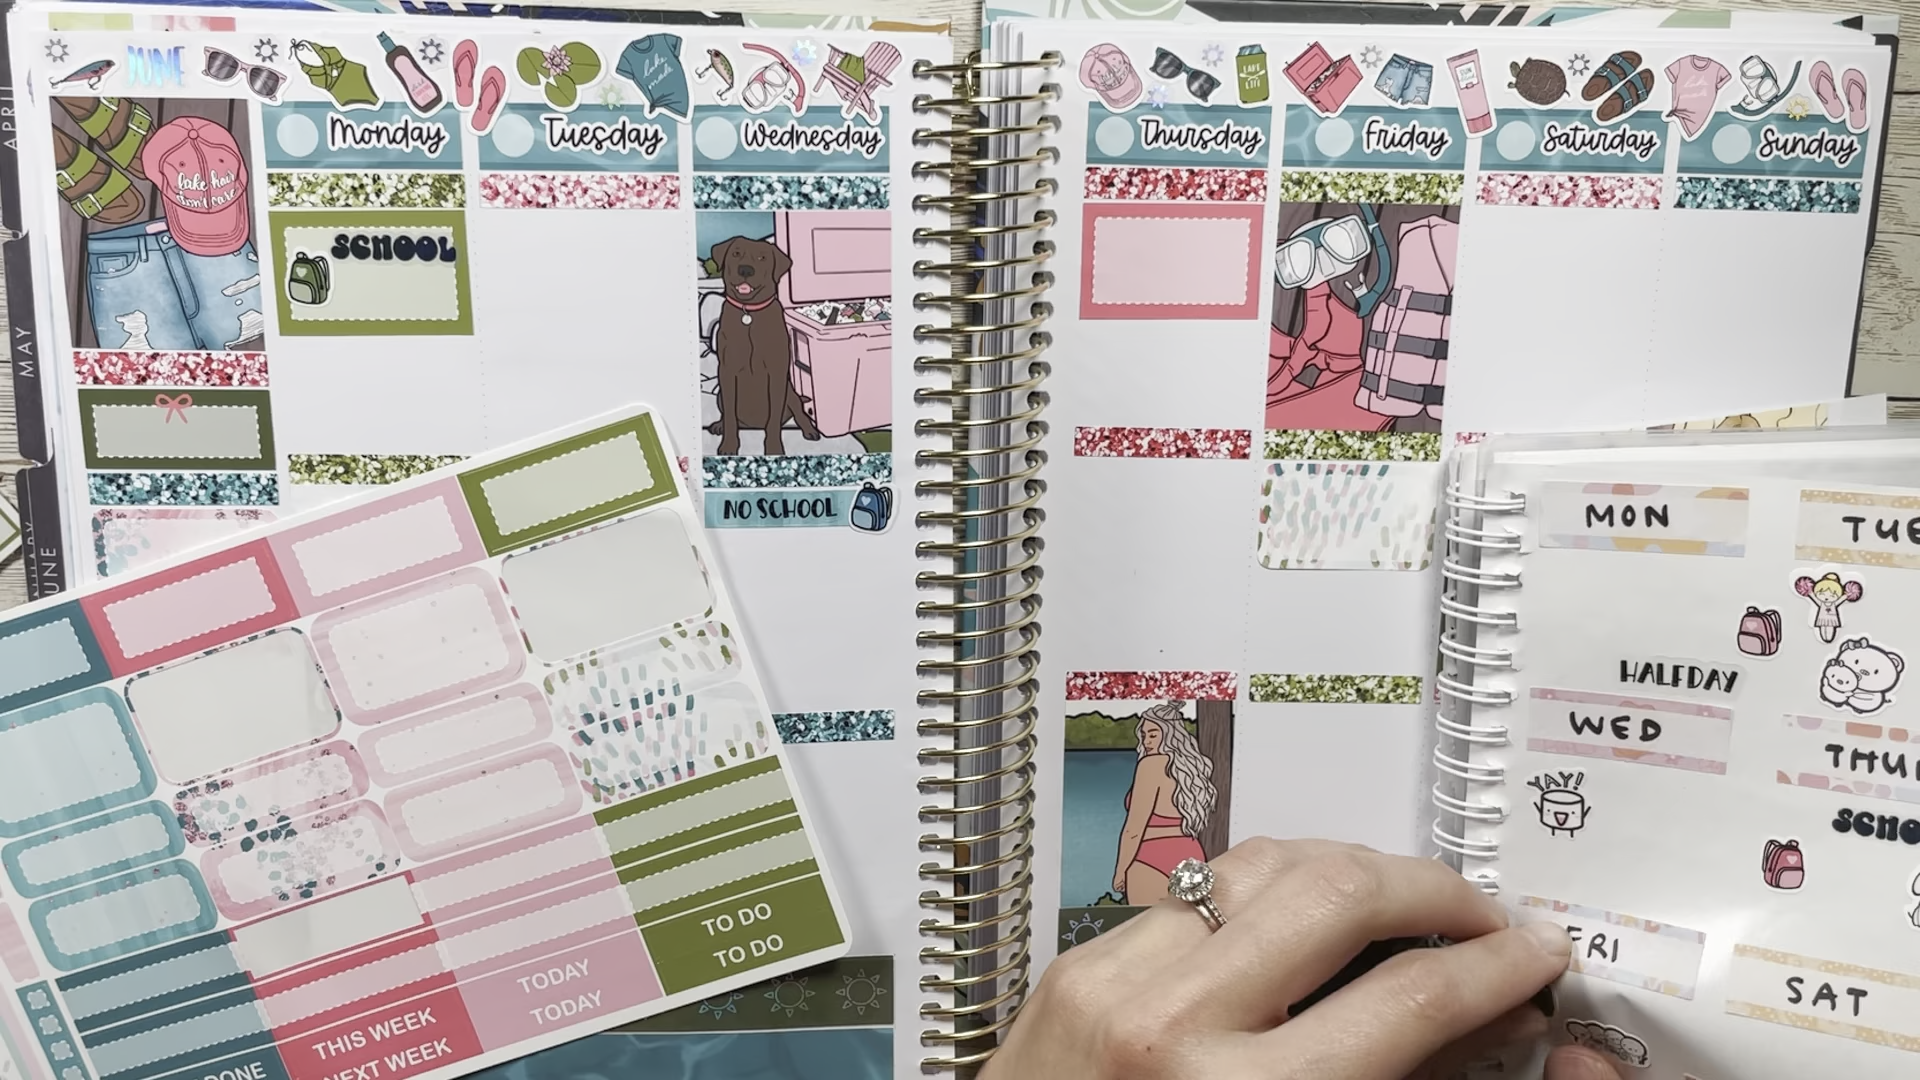 JUNE
lake made
LAKE LIFE
Monday
Tuesday
Wednesday
Thursday
Friday
Saturday
Sunday
APRIL
lake hair
don't care
SCHOOL
MAY
NO SCHOOL
MON
TUE
HALFDAY
WED
THU
YAY!
SCHO
FRI
SAT
TO DO
TO DO
TODAY
TODAY
THIS WEEK
NEXT WEEK
DONE